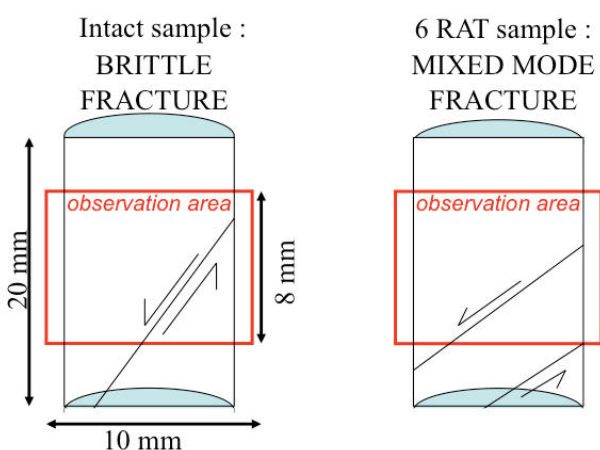 Intact sample :
BRITTLE
FRACTURE
6 RAT sample :
MIXED MODE
FRACTURE
observation area
20 mm
8 mm
10 mm
observation area